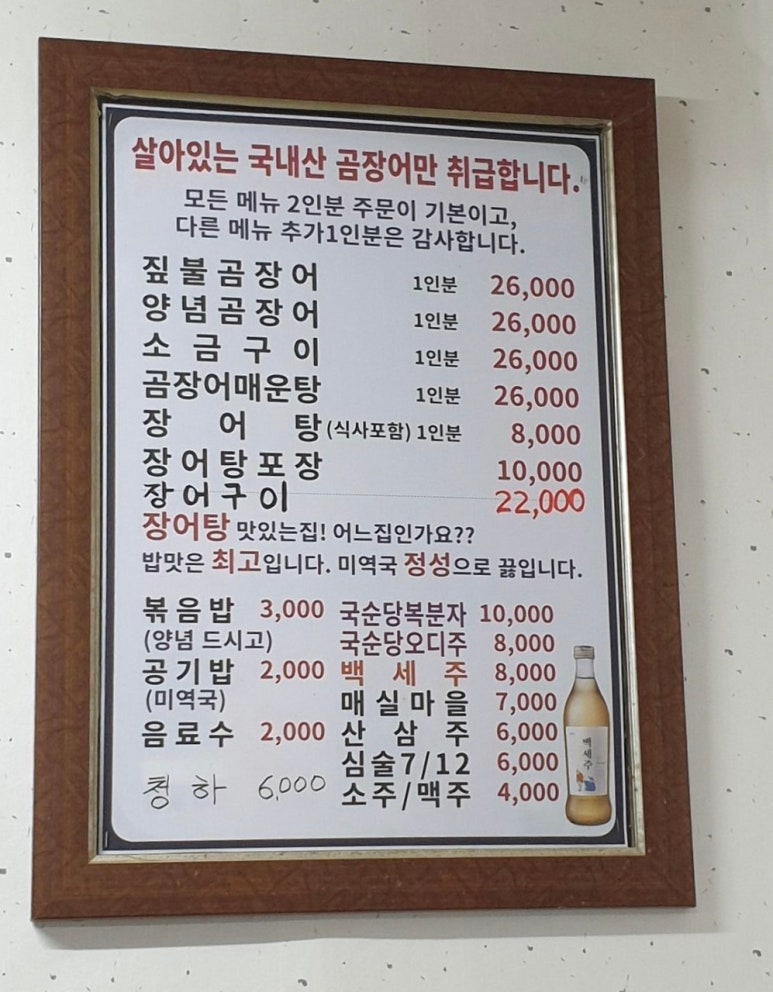 살아있는 국내산 곰장어만 취급합니다.
모든 메뉴 2인분 주문이 기본이고,
다른 메뉴 추가1인분은 감사합니다.
짚불곰장어 1인분 26,000
양념곰장어 1인분 26,000
소금구이 1인분 26,000
곰장어매운탕 1인분 26,000
장어탕(식사포함) 1인분 8,000
장어탕포장 10,000
장어구이 22,000
장어탕 맛있는집! 어느집인가요??
밥맛은 최고입니다. 미역국 정성으로 끓입니다.
볶음밥 3,000 국순당복분자 10,000
(양념 드시고) 국순당오디주 8,000
공기밥 2,000 백세주 8,000
(미역국) 매실마을 7,000
음료수 2,000 산삼주 6,000
심술7/12 6,000
청하 6,000 소주/맥주 4,000
백세주